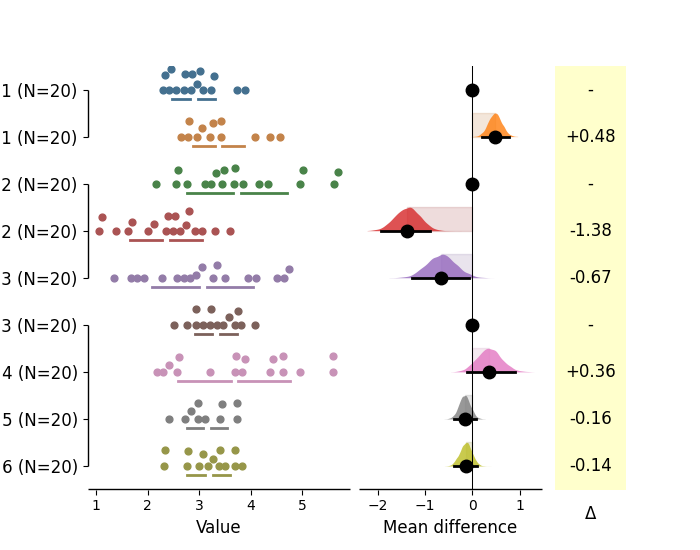 1 (N=20) -
1 (N=20) +0.48
2 (N=20) -
2 (N=20) -1.38
3 (N=20) -0.67
3 (N=20) -
4 (N=20) +0.36
5 (N=20) -0.16
6 (N=20) -0.14
1 2 3 4 5 −2 −1 0 1
Value Mean difference Δ